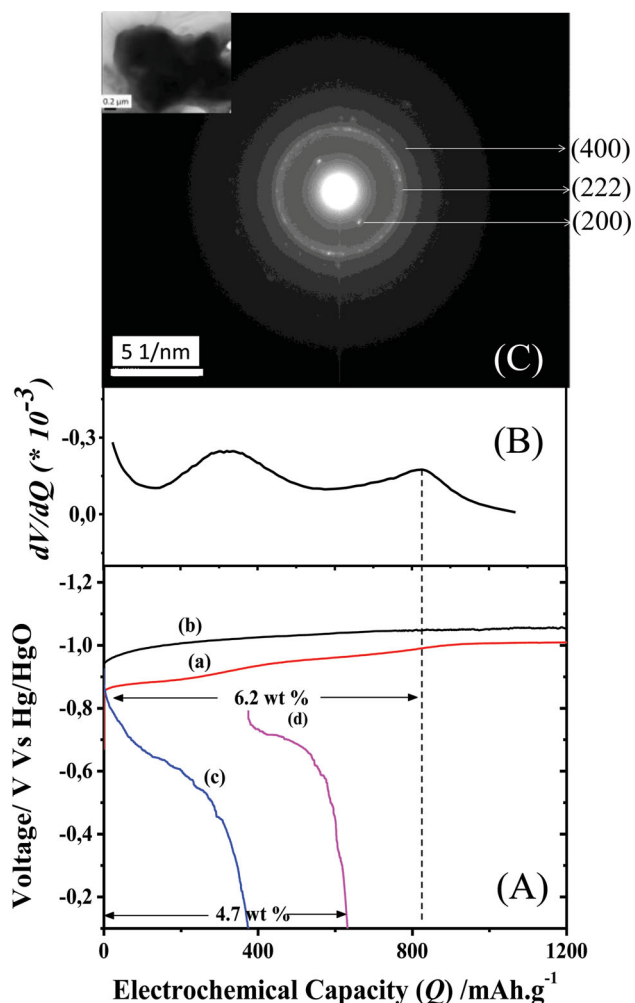 0.2 µm
(400)
(222)
(200)
5 1/nm
(C)
dV/dQ (* 10⁻³)
-0,3
0,0
(B)
Voltage/ V Vs Hg/HgO
-1,2
-1,0
-0,8
-0,6
-0,4
-0,2
(b)
(a)
6.2 wt %
(d)
(c)
(A)
4.7 wt %
0 400 800 1200
Electrochemical Capacity (Q) /mAh.g⁻¹